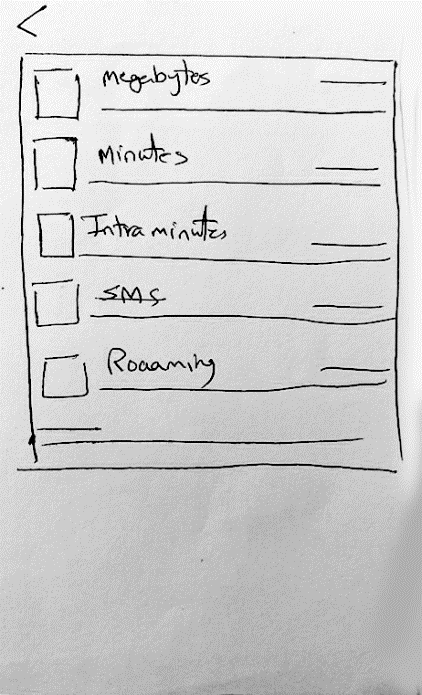 Megabytes
Minutes
Intra minutes
SMS
Roaaming